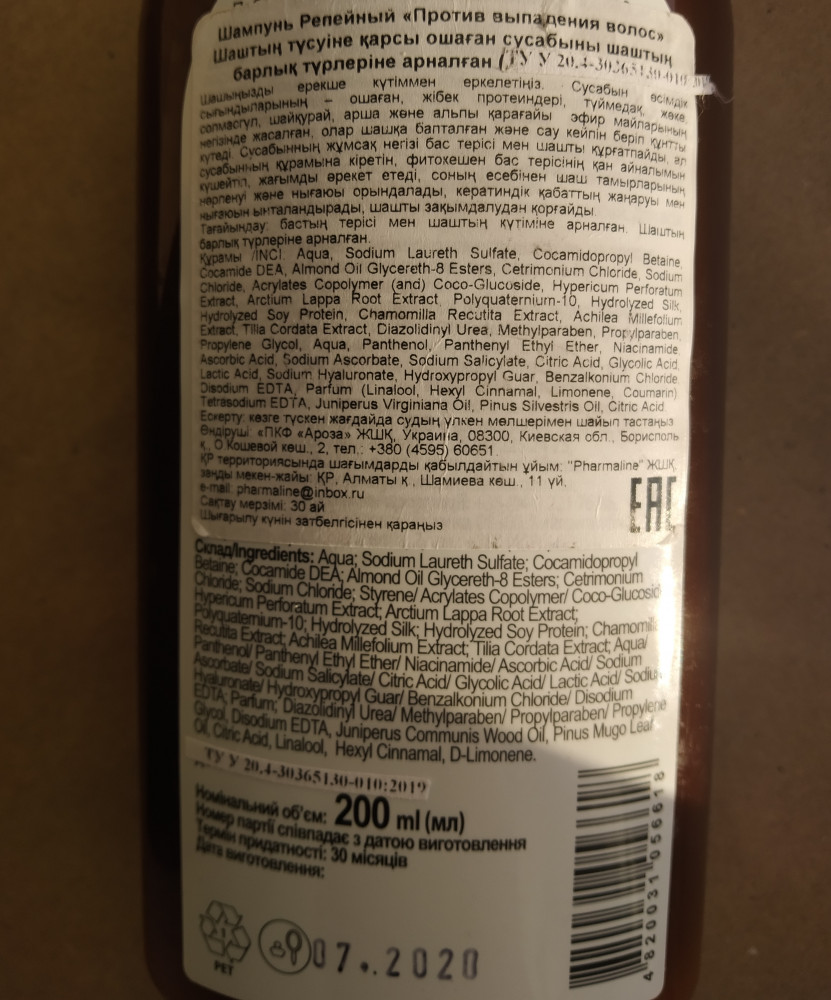 Шампунь Репейный «Против выпадения волос»
Шаштың түсуіне қарсы ошаған сусабыны шаштың
барлық түрлеріне арналған (ТУ У 20.4-30365130-010
Шашыңызды ерекше күтіммен еркелетіңіз. Сусабын өсімдік
сығындыларының – ошаған, жібек протеиндері, түймедақ, жөке,
солмасгүл, шайқурай, арша және альпы қарағайы эфир майларының
негізінде жасалған, олар шашқа бапталған және сау кейпін беріп құнтты
күтеді. Сусабынның жұмсақ негізі бас терісі мен шашты құрғатпайды, ал
сусабынның құрамына кіретін, фитокешен бас терісінің қан айналымын
күшейтіп, жағымды әрекет етеді, соның есебінен шаш тамырларының
нәрленуі және нығаюы орындалады, кератиндік қабаттың жаңаруы мен
нығаюын ынталандырады, шашты зақымдалудан қорғайды.
Тағайындау: бастың терісі мен шаштың күтіміне арналған. Шаштың
барлық түрлеріне арналған.
Құрамы /INCI: Aqua, Sodium Laureth Sulfate, Cocamidopropyl Betaine,
Cocamide DEA, Almond Oil Glycereth-8 Esters, Cetrimonium Chloride, Sodium
Chloride, Acrylates Copolymer (and) Coco-Glucoside, Hypericum Perforatum
Extract, Arctium Lappa Root Extract, Polyquaternium-10, Hydrolyzed Silk,
Hydrolyzed Soy Protein, Chamomilla Recutita Extract, Achilea Millefolium
Extract, Tilia Cordata Extract, Diazolidinyl Urea, Methylparaben, Propylparaben,
Propylene Glycol, Aqua, Panthenol, Panthenyl Ethyl Ether, Niacinamide,
Ascorbic Acid, Sodium Ascorbate, Sodium Salicylate, Citric Acid, Glycolic Acid,
Lactic Acid, Sodium Hyaluronate, Hydroxypropyl Guar, Benzalkonium Chloride,
Disodium EDTA, Parfum (Linalool, Hexyl Cinnamal, Limonene, Coumarin)
Tetrasodium EDTA, Juniperus Virginiana Oil, Pinus Silvestris Oil, Citric Acid
Ескерту: көзге түскен жағдайда судың үлкен мөлшерімен шайып тастаңыз
Өндіруші: «ПКФ «Ароза» ЖШҚ, Украина, 08300, Киевская обл., Борисполь
қ., О.Кошевой көш., 2, тел.: +380 (4595) 60651.
ҚР территориясында шағымдарды қабылдайтын ұйым: "Pharmaline" ЖШҚ,
заңды мекен-жайы: ҚР, Алматы қ., Шамиева көш., 11 үй.
e-mail: pharmaline@inbox.ru
Сақтау мерзімі: 30 ай
Шығарылу күнін затбелгісінен қараңыз
EAC
Склад/Ingredients: Aqua; Sodium Laureth Sulfate; Cocamidopropyl
Betaine; Cocamide DEA; Almond Oil Glycereth-8 Esters; Cetrimonium
Chloride; Sodium Chloride; Styrene/ Acrylates Copolymer/ Coco-Glucosid
Hypericum Perforatum Extract; Arctium Lappa Root Extract;
Polyquaternium-10; Hydrolyzed Silk; Hydrolyzed Soy Protein; Chamomilla
Recutita Extract; Achilea Millefolium Extract; Tilia Cordata Extract; Aqua/
Panthenol/ Panthenyl Ethyl Ether/ Niacinamide/ Ascorbic Acid/ Sodium
Ascorbate/ Sodium Salicylate/ Citric Acid/ Glycolic Acid/ Lactic Acid/ Sodium
Hyaluronate/ Hydroxypropyl Guar/ Benzalkonium Chloride/ Disodium
EDTA; Parfum; Diazolidinyl Urea/ Methylparaben/ Propylparaben/ Propylene
Glycol, Disodium EDTA, Juniperus Communis Wood Oil, Pinus Mugo Leaf
Oil, Citric Acid, Linalool, Hexyl Cinnamal, D-Limonene.
ТУ У 20.4-30365130-010:2019
Номінальний об'єм: 200 ml (мл)
Номер партії співпадає з датою виготовлення
Термін придатності: 30 місяців
Дата виготовлення:
1
PET
07.2020
4820031056618